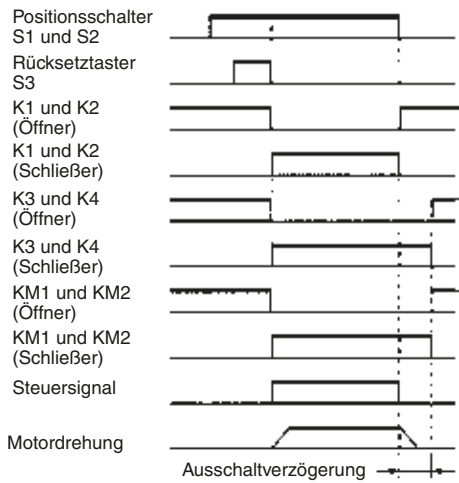 Positionsschalter
S1 und S2
Rücksetztaster
S3
K1 und K2
(Öffner)
K1 und K2
(Schließer)
K3 und K4
(Öffner)
K3 und K4
(Schließer)
KM1 und KM2
(Öffner)
KM1 und KM2
(Schließer)
Steuersignal
Motordrehung
Ausschaltverzögerung